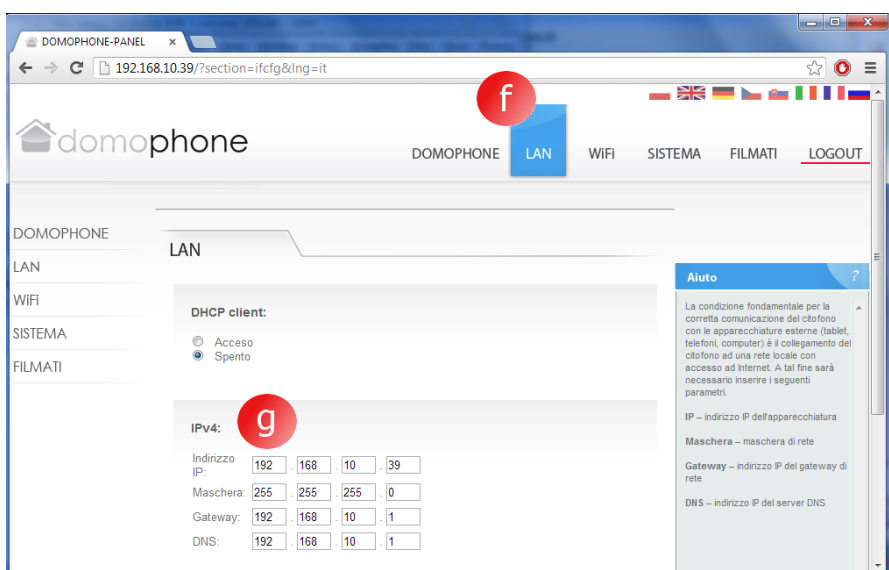 DOMOPHONE-PANEL
192.168.10.39/?section=ifcfg&lng=it
f
domophone
DOMOPHONE LAN WiFi SISTEMA FILMATI LOGOUT
DOMOPHONE
LAN
WiFi
SISTEMA
FILMATI
LAN
DHCP client:
Acceso
Spento
g
IPv4:
Indirizzo
IP: 192 . 168 . 10 . 39
Maschera: 255 . 255 . 255 . 0
Gateway: 192 . 168 . 10 . 1
DNS: 192 . 168 . 10 . 1
Aiuto ?
La condizione fondamentale per la
corretta comunicazione del citofono
con le apparecchiature esterne (tablet,
telefoni, computer) è il collegamento del
citofono ad una rete locale con
accesso ad Internet. A tal fine sarà
necessario inserire i seguenti
parametri.
IP – indirizzo IP dell'apparecchiatura
Maschera – maschera di rete
Gateway – indirizzo IP del gateway di
rete
DNS – indirizzo IP del server DNS